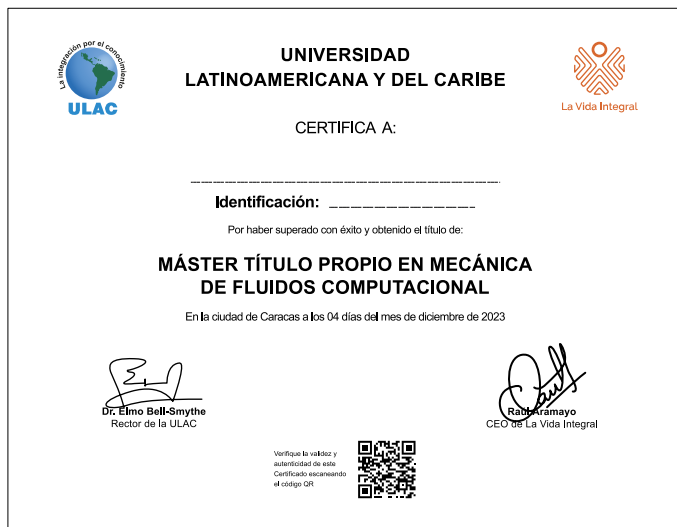 La integración por el conocimiento
ULAC
UNIVERSIDAD
LATINOAMERICANA Y DEL CARIBE
La Vida Integral
CERTIFICA A:
Identificación:
Por haber superado con éxito y obtenido el título de:
MÁSTER TÍTULO PROPIO EN MECÁNICA
DE FLUIDOS COMPUTACIONAL
En la ciudad de Caracas a los 04 días del mes de diciembre de 2023
Dr. Elmo Bell-Smythe
Rector de la ULAC
Raúl Aramayo
CEO de La Vida Integral
Verifique la validez y
autenticidad de este
Certificado escaneando
el código QR